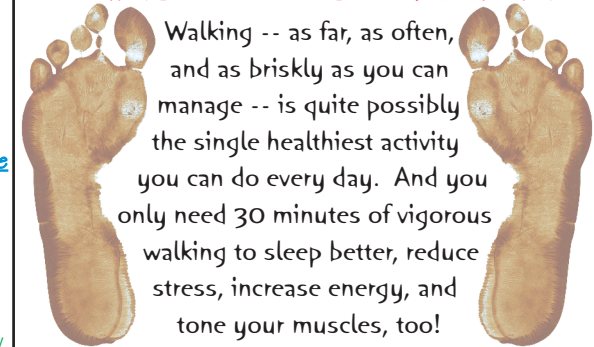 Walking -- as far, as often,
and as briskly as you can
manage -- is quite possibly
the single healthiest activity
you can do every day.  And you
only need 30 minutes of vigorous
walking to sleep better, reduce
stress, increase energy, and
tone your muscles, too!